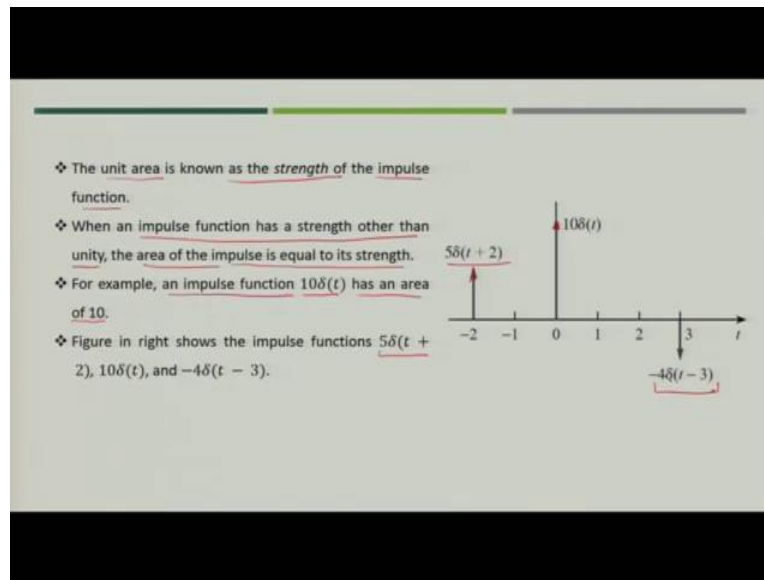 ❖ The unit area is known as the strength of the impulse
function.
❖ When an impulse function has a strength other than
unity, the area of the impulse is equal to its strength.
❖ For example, an impulse function 10δ(t) has an area
of 10.
❖ Figure in right shows the impulse functions 5δ(t +
2), 10δ(t), and −4δ(t − 3).
10δ(t)
5δ(t + 2)
−2 −1 0 1 2 3 t
−4δ(t − 3)